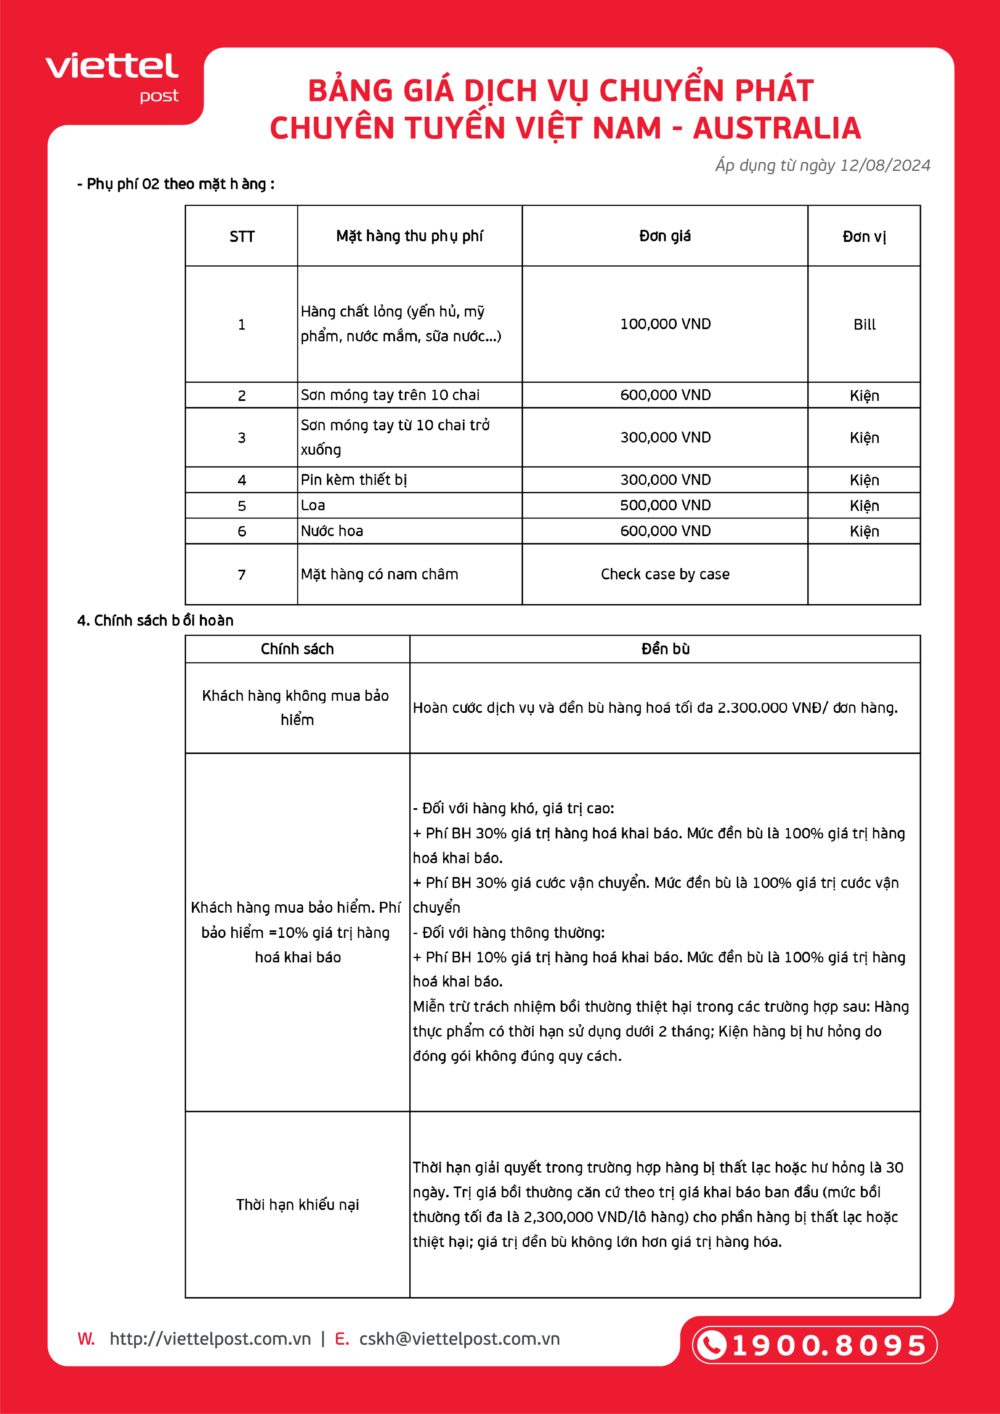 viettel
post
BẢNG GIÁ DỊCH VỤ CHUYỂN PHÁT
CHUYÊN TUYẾN VIỆT NAM - AUSTRALIA
Áp dụng từ ngày 12/08/2024
- Phụ phí 02 theo mặt hàng :
STT Mặt hàng thu phụ phí Đơn giá Đơn vị
1 Hàng chất lỏng (yến hủ, mỹ
phẩm, nước mắm, sữa nước...) 100,000 VND Bill
2 Sơn móng tay trên 10 chai 600,000 VND Kiện
3 Sơn móng tay từ 10 chai trở
xuống 300,000 VND Kiện
4 Pin kèm thiết bị 300,000 VND Kiện
5 Loa 500,000 VND Kiện
6 Nước hoa 600,000 VND Kiện
7 Mặt hàng có nam châm Check case by case
4. Chính sách bồi hoàn
Chính sách Đền bù
Khách hàng không mua bảo
hiểm
Hoàn cước dịch vụ và đền bù hàng hoá tối đa 2.300.000 VNĐ/ đơn hàng.
Khách hàng mua bảo hiểm. Phí
bảo hiểm =10% giá trị hàng
hoá khai báo
- Đối với hàng khó, giá trị cao:
+ Phí BH 30% giá trị hàng hoá khai báo. Mức đền bù là 100% giá trị hàng
hoá khai báo.
+ Phí BH 30% giá cước vận chuyển. Mức đền bù là 100% giá trị cước vận
chuyển
- Đối với hàng thông thường:
+ Phí BH 10% giá trị hàng hoá khai báo. Mức đền bù là 100% giá trị hàng
hoá khai báo.
Miễn trừ trách nhiệm bồi thường thiệt hại trong các trường hợp sau: Hàng
thực phẩm có thời hạn sử dụng dưới 2 tháng; Kiện hàng bị hư hỏng do
đóng gói không đúng quy cách.
Thời hạn khiếu nại
Thời hạn giải quyết trong trường hợp hàng bị thất lạc hoặc hư hỏng là 30
ngày. Trị giá bồi thường căn cứ theo trị giá khai báo ban đầu (mức bồi
thường tối đa là 2,300,000 VND/lô hàng) cho phần hàng bị thất lạc hoặc
thiệt hại; giá trị đền bù không lớn hơn giá trị hàng hóa.
W. http://viettelpost.com.vn | E. cskh@viettelpost.com.vn
1900.8095